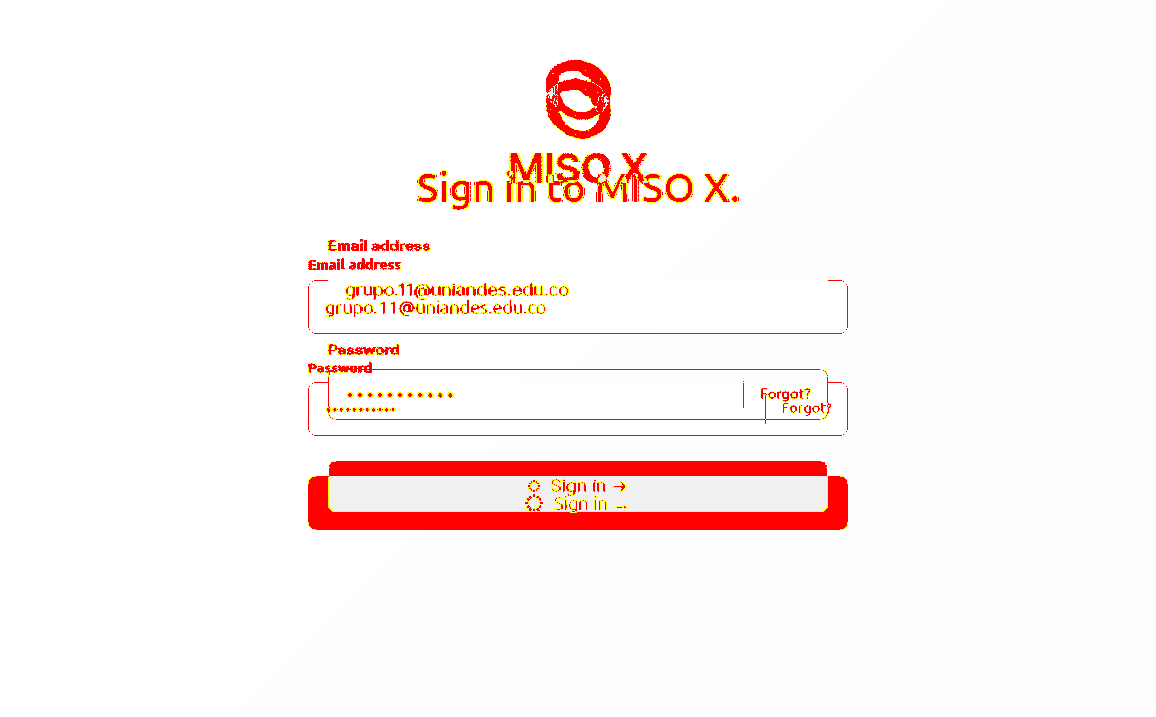 MISO X
Sign in to MISO X.
Email address
Email address
grupo.11@uniandes.edu.co
grupo.11@uniandes.edu.co
Password
Password
••••••••••• Forgot?
••••••••••• Forgot?
Sign in →
Sign in →